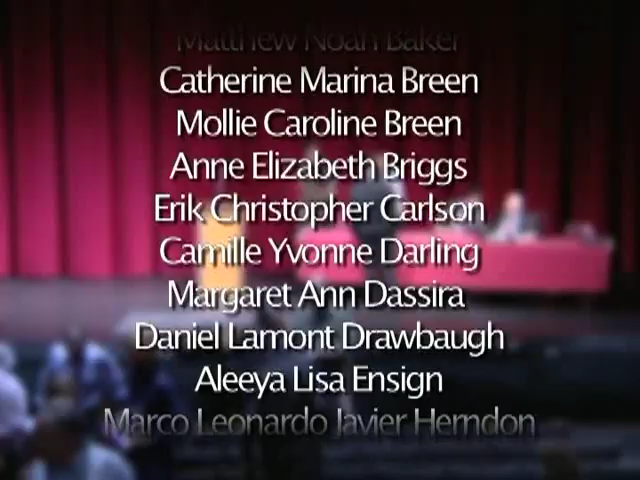 Matthew Noah Baker
Catherine Marina Breen
Mollie Caroline Breen
Anne Elizabeth Briggs
Erik Christopher Carlson
Camille Yvonne Darling
Margaret Ann Dassira
Daniel Lamont Drawbaugh
Aleeya Lisa Ensign
Marco Leonardo Javier Herndon